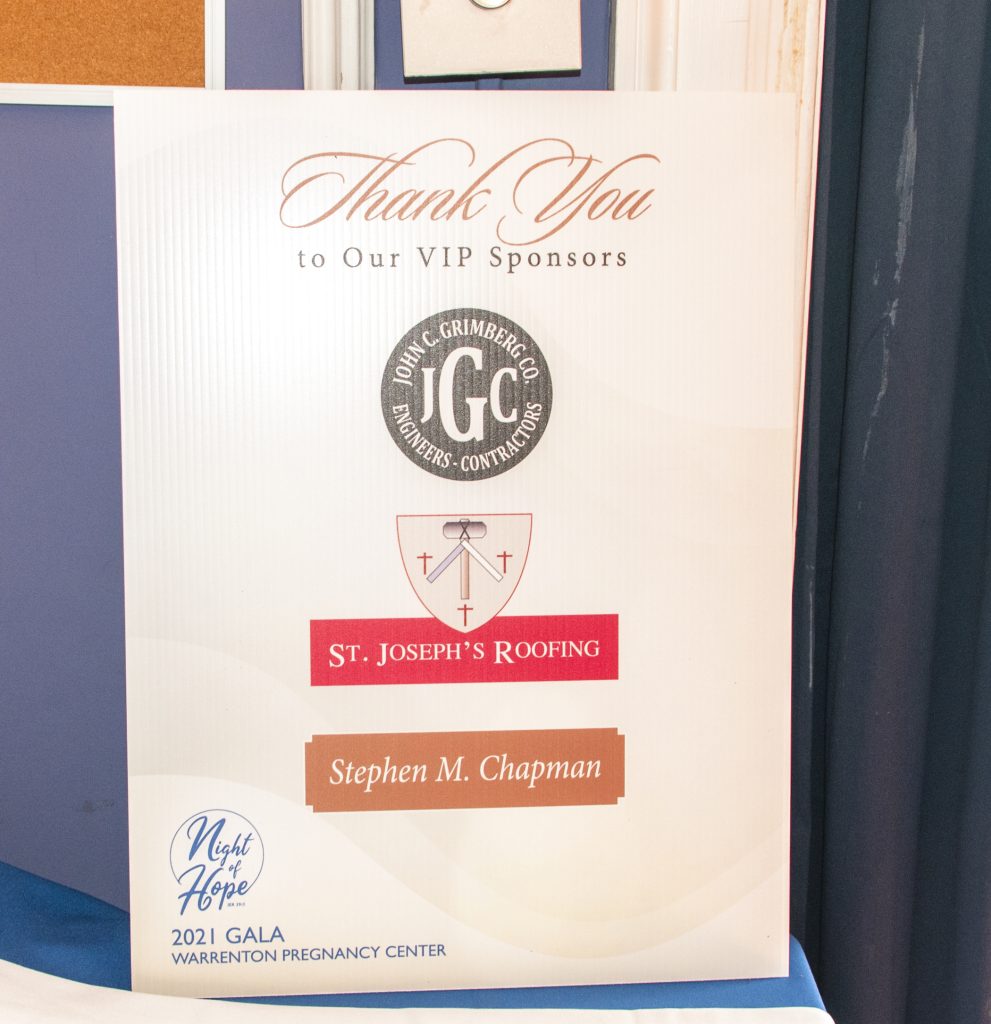 Thank You
to Our VIP Sponsors
JOHN C. GRIMBERG CO.
JGC
ENGINEERS - CONTRACTORS
ST. JOSEPH'S ROOFING
Stephen M. Chapman
Night
of
Hope
2021 GALA
WARRENTON PREGNANCY CENTER